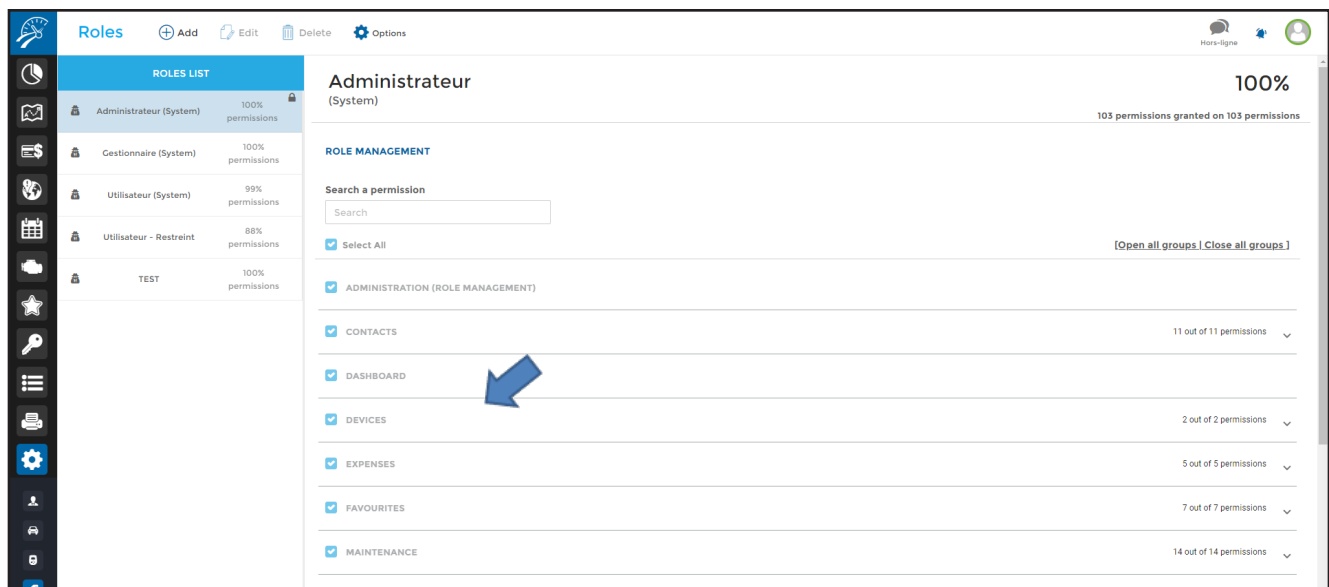 Roles
Add
Edit
Delete
Options
Hors-ligne
ROLES LIST
Administrateur (System)
100%
permissions
Gestionnaire (System)
100%
permissions
Utilisateur (System)
99%
permissions
Utilisateur - Restreint
88%
permissions
TEST
100%
permissions
Administrateur
(System)
100%
103 permissions granted on 103 permissions
ROLE MANAGEMENT
Search a permission
Search
Select All
[Open all groups | Close all groups ]
ADMINISTRATION (ROLE MANAGEMENT)
CONTACTS
11 out of 11 permissions
DASHBOARD
DEVICES
2 out of 2 permissions
EXPENSES
5 out of 5 permissions
FAVOURITES
7 out of 7 permissions
MAINTENANCE
14 out of 14 permissions